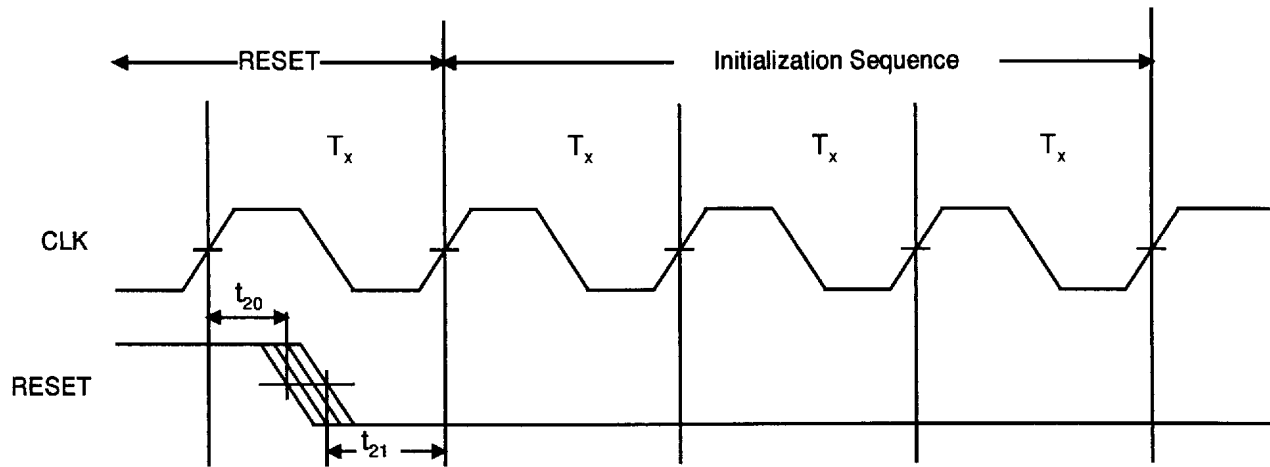 RESET Initialization Sequence
Tx Tx Tx Tx
CLK
t20
RESET
t21